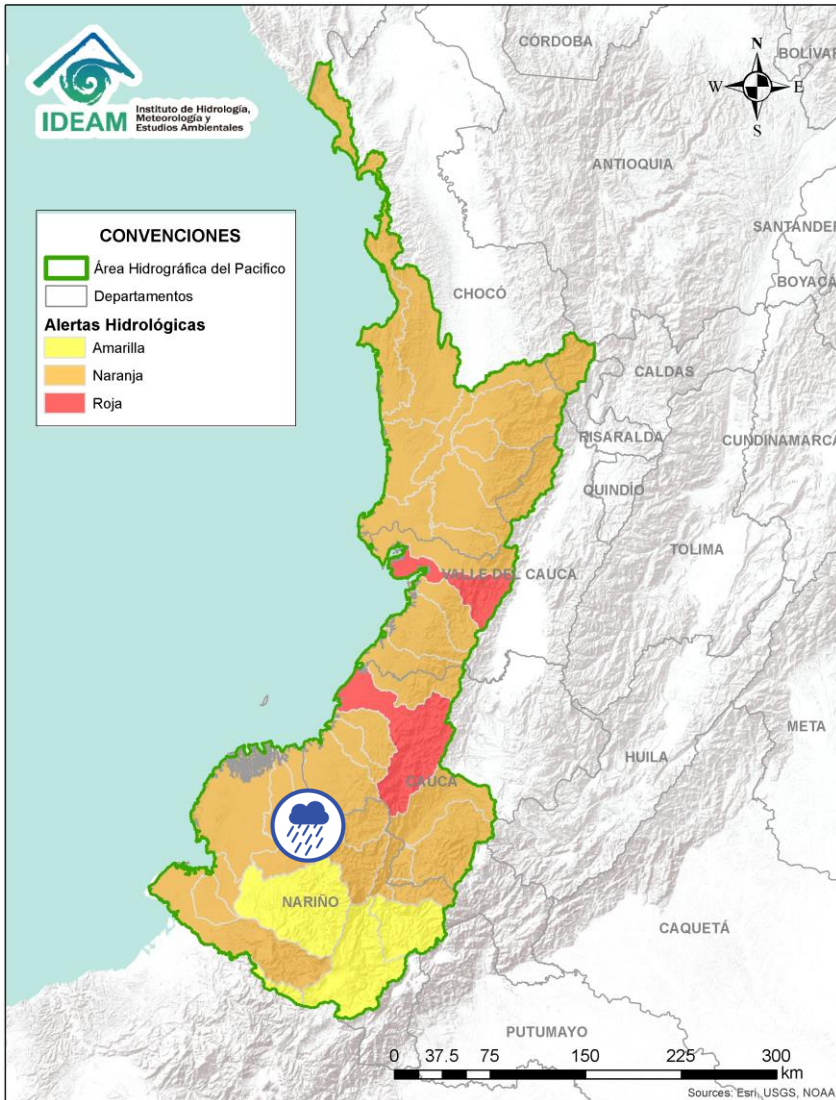 IDEAM
Instituto de Hidrología,
Meteorología y
Estudios Ambientales
CONVENCIONES
Área Hidrográfica del Pacifico
Departamentos
Alertas Hidrológicas
Amarilla
Naranja
Roja
N
W
E
S
CÓRDOBA
BOLÍVAR
ANTIOQUIA
SANTANDER
BOYACÁ
CHOCÓ
CALDAS
RISARALDA
CUNDINAMARCA
QUINDÍO
TOLIMA
VALLE DEL CAUCA
META
HUILA
CAUCA
NARIÑO
CAQUETÁ
PUTUMAYO
0 37.5 75 150 225 300
km
Sources: Esri, USGS, NOAA